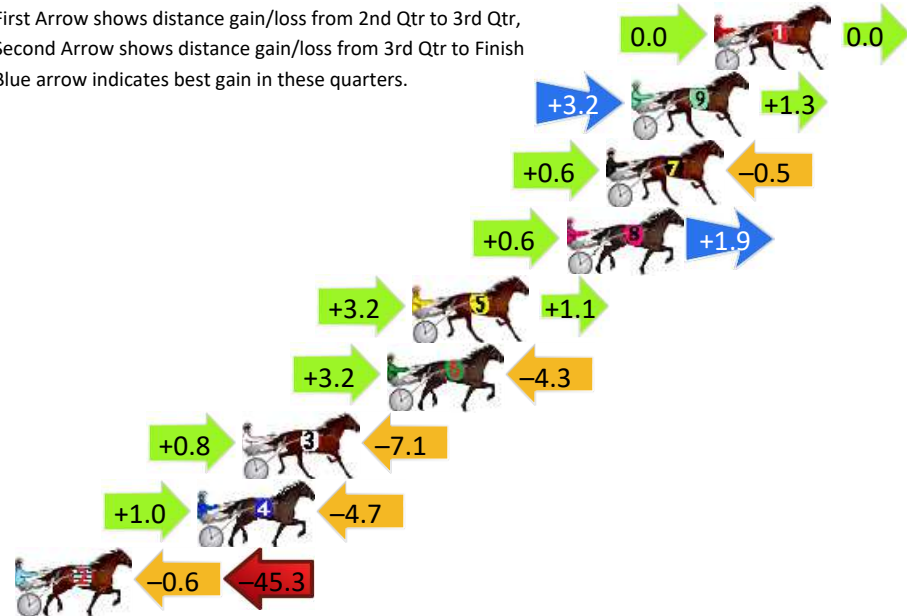 First Arrow shows distance gain/loss from 2nd Qtr to 3rd Qtr,
Second Arrow shows distance gain/loss from 3rd Qtr to Finish
Blue arrow indicates best gain in these quarters.
0.0 1 0.0
+3.2 9 +1.3
+0.6 7 –0.5
+0.6 8 +1.9
+3.2 5 +1.1
+3.2 6 –4.3
+0.8 3 –7.1
+1.0 4 –4.7
2 –0.6 –45.3